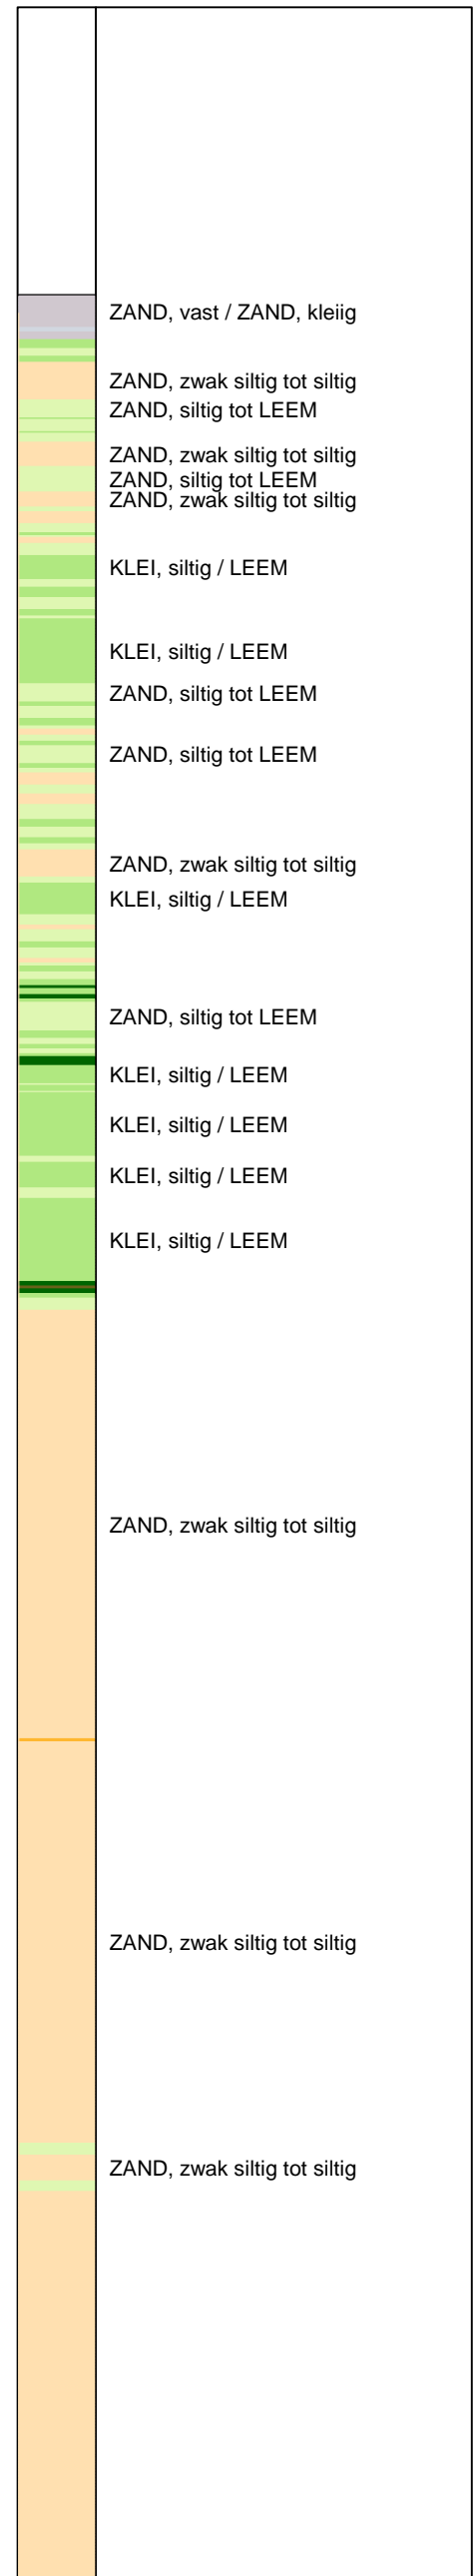 ZAND, vast / ZAND, kleiig
ZAND, zwak siltig tot siltig
ZAND, siltig tot LEEM
ZAND, zwak siltig tot siltig
ZAND, siltig tot LEEM
ZAND, zwak siltig tot siltig
KLEI, siltig / LEEM
KLEI, siltig / LEEM
ZAND, siltig tot LEEM
ZAND, siltig tot LEEM
ZAND, zwak siltig tot siltig
KLEI, siltig / LEEM
ZAND, siltig tot LEEM
KLEI, siltig / LEEM
KLEI, siltig / LEEM
KLEI, siltig / LEEM
KLEI, siltig / LEEM
ZAND, zwak siltig tot siltig
ZAND, zwak siltig tot siltig
ZAND, zwak siltig tot siltig